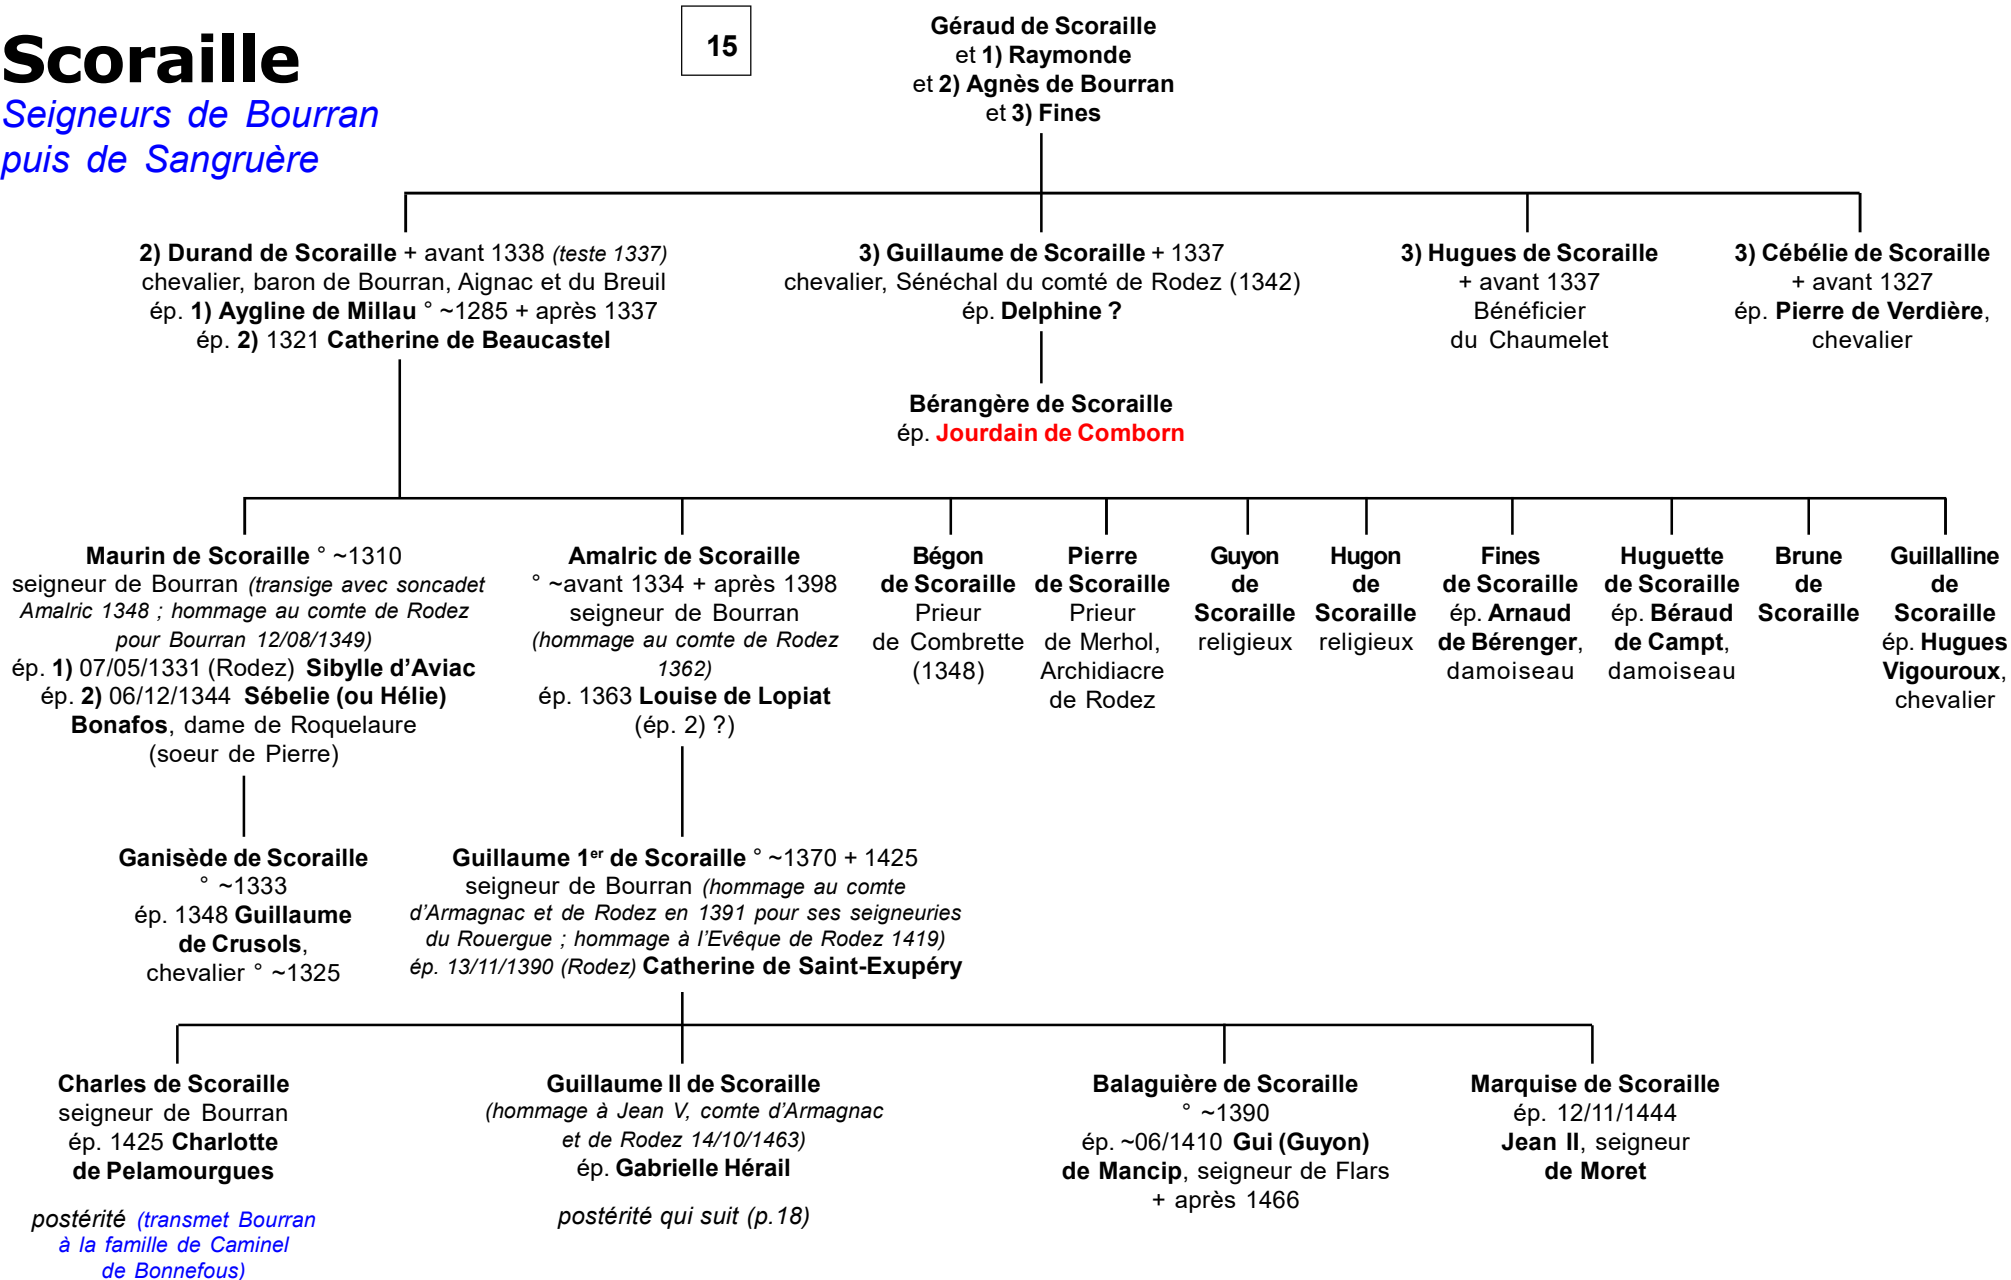 Scoraille
Seigneurs de Bourran
puis de Sangruère
15
Géraud de Scoraille
et 1) Raymonde
et 2) Agnès de Bourran
et 3) Fines
2) Durand de Scoraille + avant 1338 (teste 1337)
chevalier, baron de Bourran, Aignac et du Breuil
ép. 1) Aygline de Millau ° ~1285 + après 1337
ép. 2) 1321 Catherine de Beaucastel
3) Guillaume de Scoraille + 1337
chevalier, Sénéchal du comté de Rodez (1342)
ép. Delphine ?
3) Hugues de Scoraille
+ avant 1337
Bénéficier
du Chaumelet
3) Cébélie de Scoraille
+ avant 1327
ép. Pierre de Verdière,
chevalier
Bérangère de Scoraille
ép. Jourdain de Comborn
Maurin de Scoraille ° ~1310
seigneur de Bourran (transige avec soncadet
Amalric 1348 ; hommage au comte de Rodez
pour Bourran 12/08/1349)
ép. 1) 07/05/1331 (Rodez) Sibylle d'Aviac
ép. 2) 06/12/1344 Sébelie (ou Hélie)
Bonafos, dame de Roquelaure
(soeur de Pierre)
Amalric de Scoraille
° ~avant 1334 + après 1398
seigneur de Bourran
(hommage au comte de Rodez
1362)
ép. 1363 Louise de Lopiat
(ép. 2) ?)
Bégon
de Scoraille
Prieur
de Combrette
(1348)
Pierre
de Scoraille
Prieur
de Merhol,
Archidiacre
de Rodez
Guyon
de
Scoraille
religieux
Hugon
de
Scoraille
religieux
Fines
de Scoraille
ép. Arnaud
de Bérenger,
damoiseau
Huguette
de Scoraille
ép. Béraud
de Campt,
damoiseau
Brune
de
Scoraille
Guillalline
de
Scoraille
ép. Hugues
Vigouroux,
chevalier
Ganisède de Scoraille
° ~1333
ép. 1348 Guillaume
de Crusols,
chevalier ° ~1325
Guillaume 1er de Scoraille ° ~1370 + 1425
seigneur de Bourran (hommage au comte
d'Armagnac et de Rodez en 1391 pour ses seigneuries
du Rouergue ; hommage à l'Evêque de Rodez 1419)
ép. 13/11/1390 (Rodez) Catherine de Saint-Exupéry
Charles de Scoraille
seigneur de Bourran
ép. 1425 Charlotte
de Pelamourgues
postérité (transmet Bourran
à la famille de Caminel
de Bonnefous)
Guillaume II de Scoraille
(hommage à Jean V, comte d'Armagnac
et de Rodez 14/10/1463)
ép. Gabrielle Hérail
postérité qui suit (p.18)
Balaguière de Scoraille
° ~1390
ép. ~06/1410 Gui (Guyon)
de Mancip, seigneur de Flars
+ après 1466
Marquise de Scoraille
ép. 12/11/1444
Jean II, seigneur
de Moret